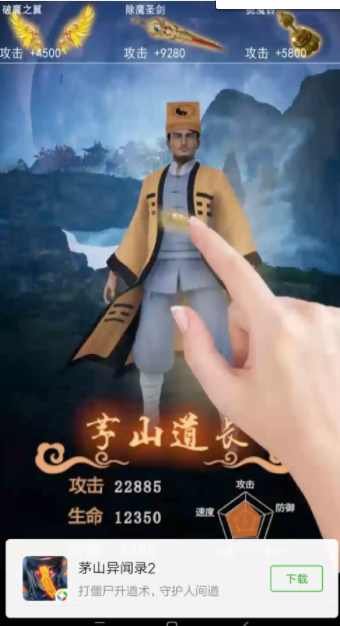 破魔之翼
除魔圣剑
攻击 +4500
攻击 +9280
攻击 +5800
茅山道长
攻击 22885
生命 12350
攻击
速度
防御
茅山异闻录2
打僵尸升道术，守护人间道
下载